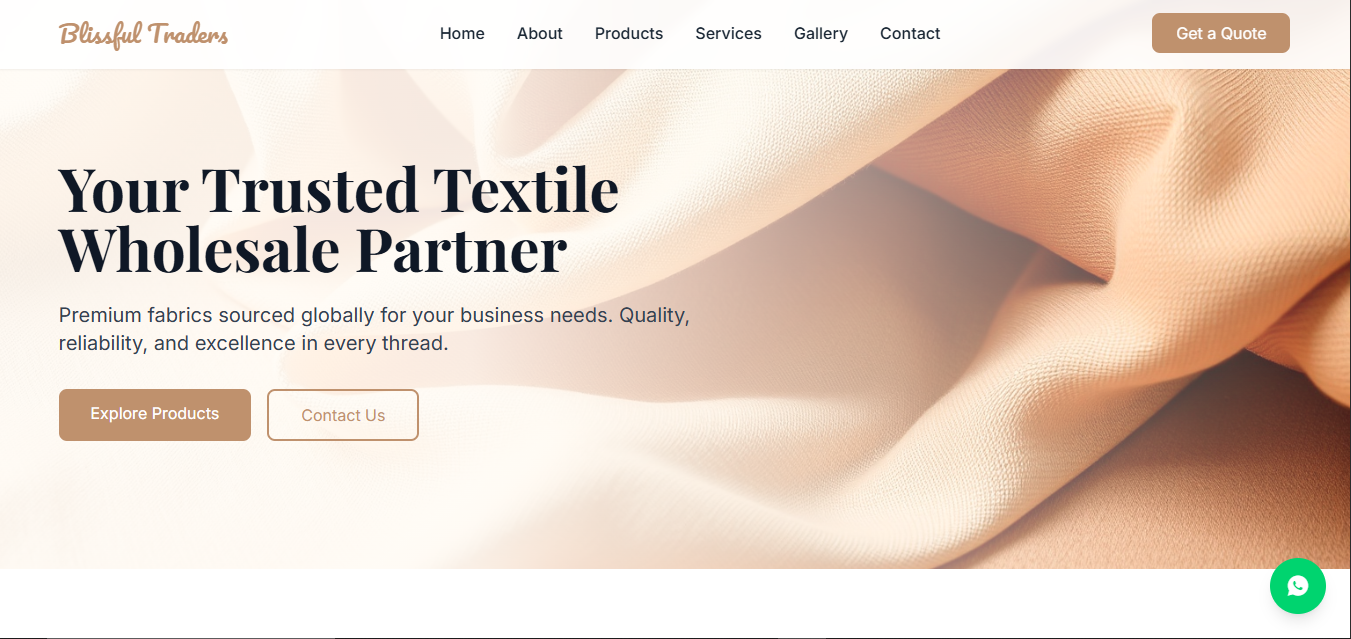 Blissful Traders
Home About Products Services Gallery Contact
Get a Quote
Your Trusted Textile
Wholesale Partner
Premium fabrics sourced globally for your business needs. Quality,
reliability, and excellence in every thread.
Explore Products
Contact Us